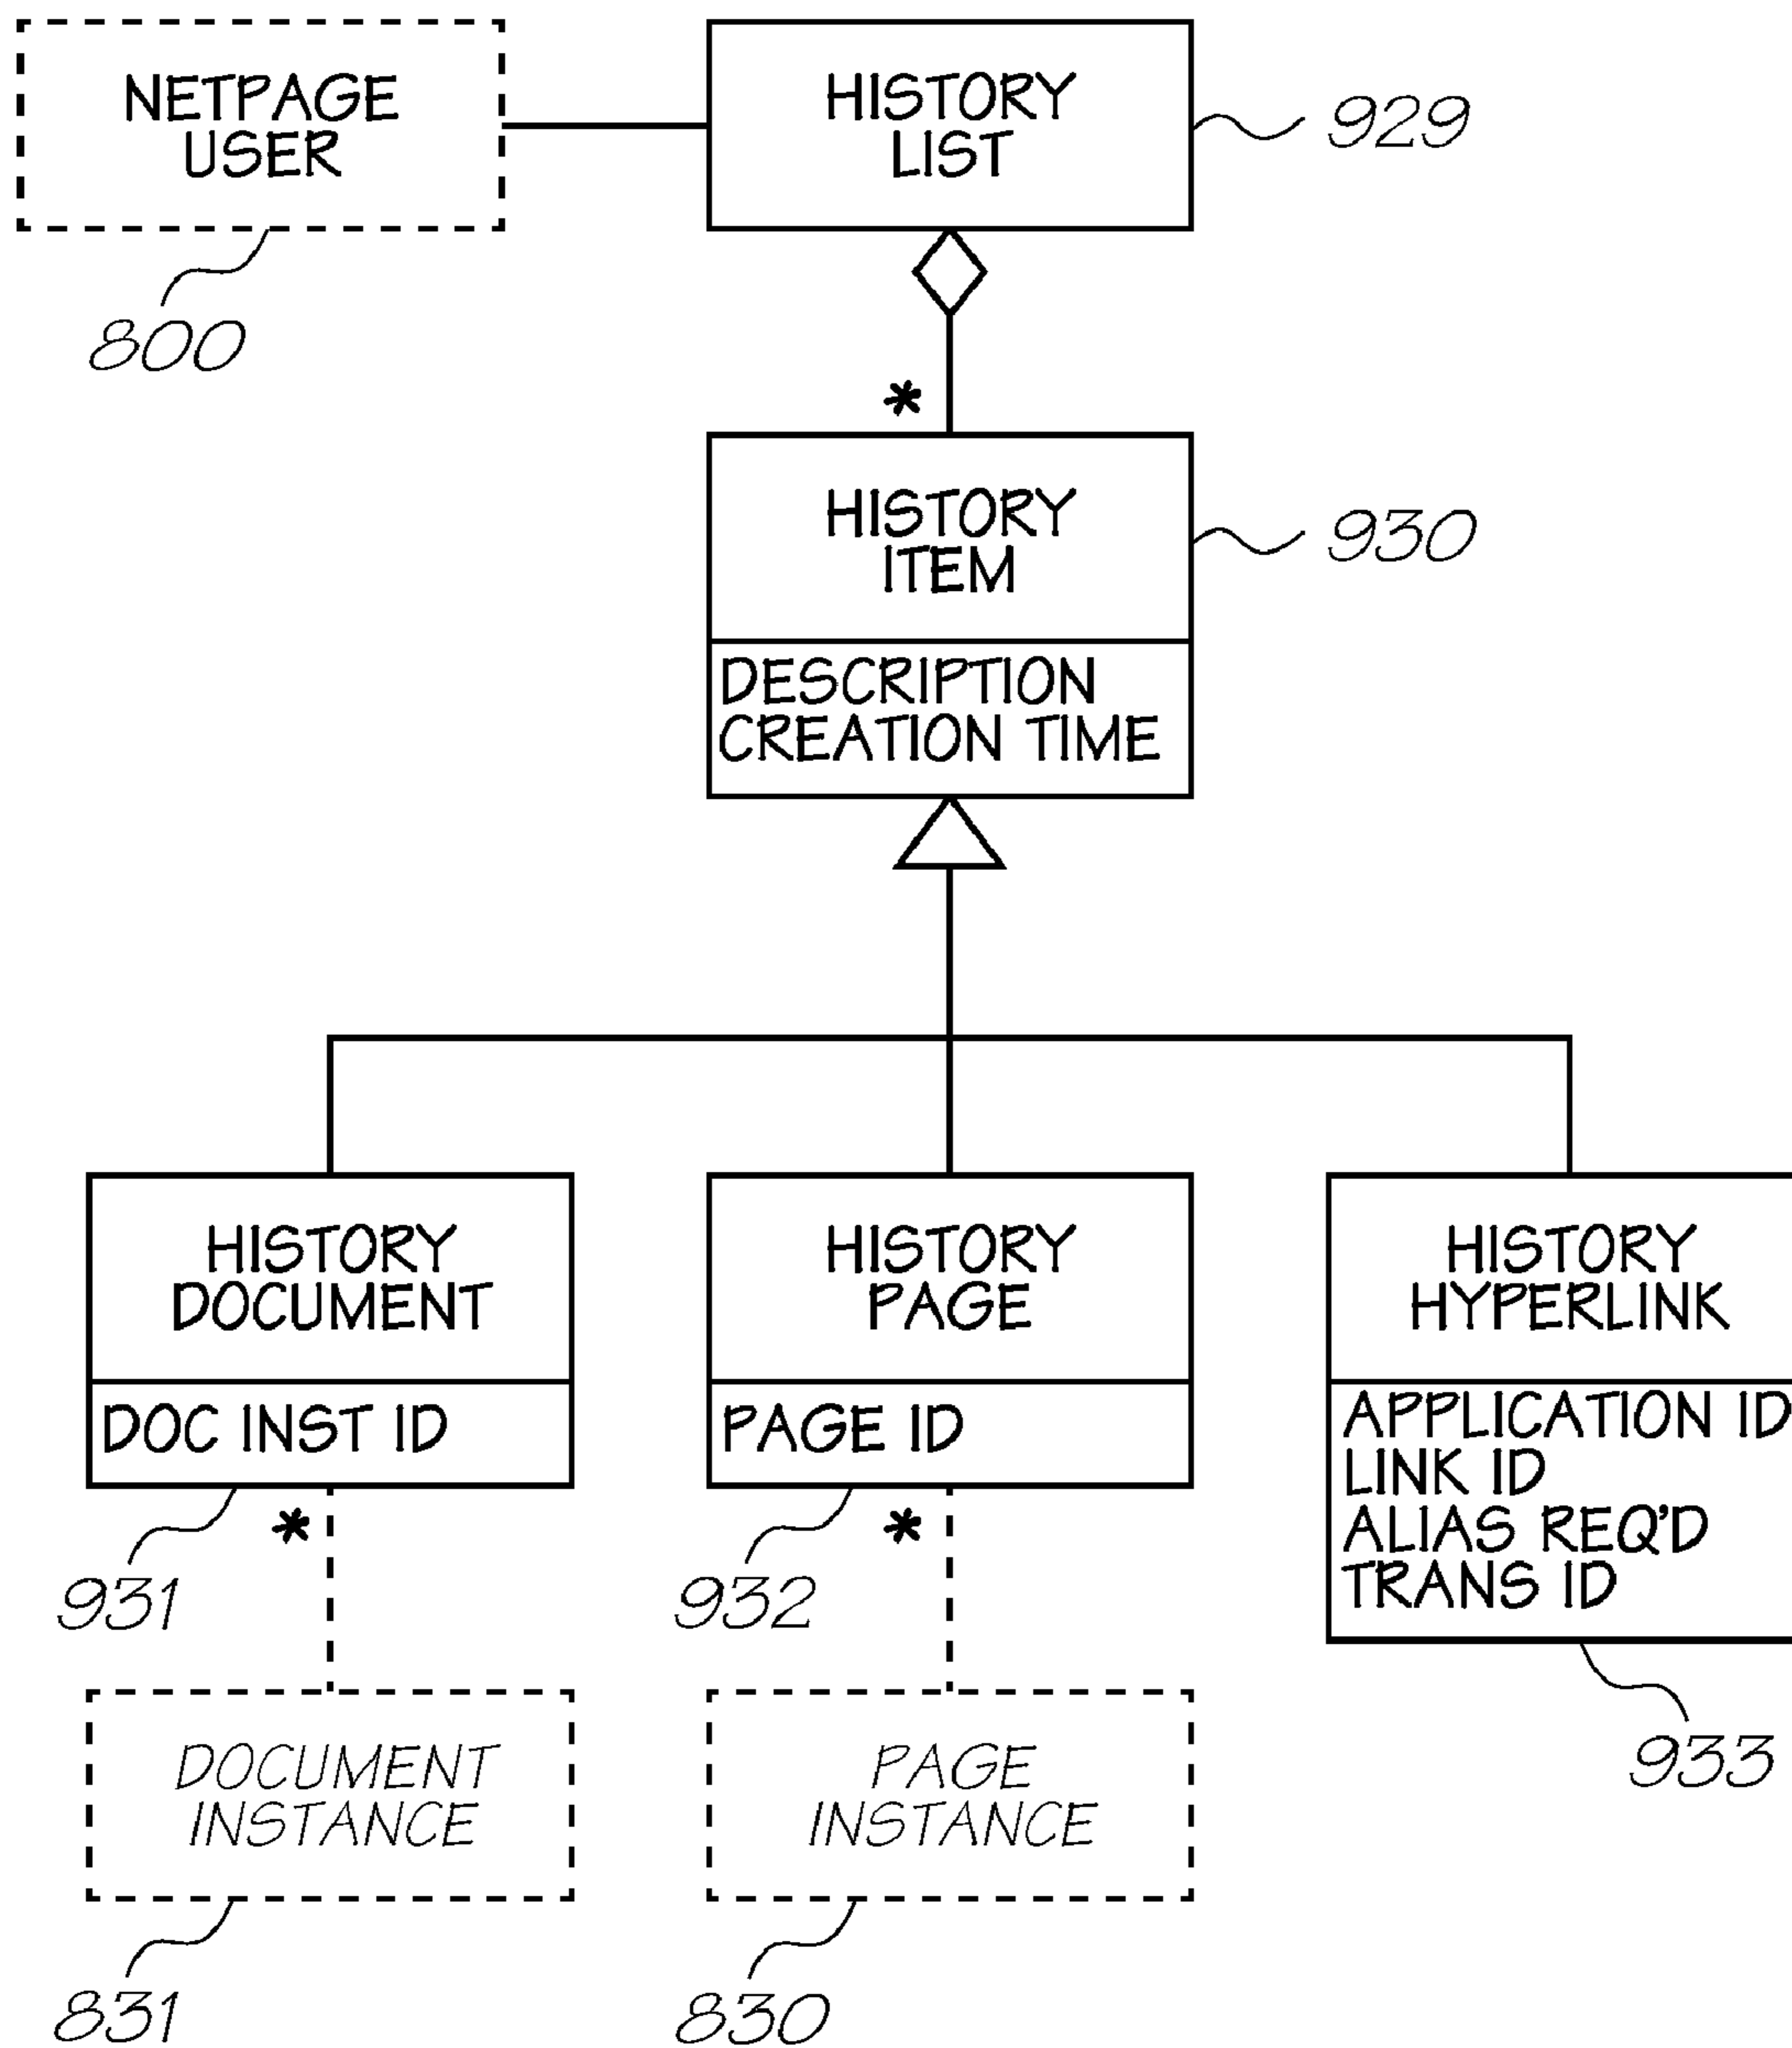 NETPAGE
USER
HISTORY
LIST
929
800
*
HISTORY
ITEM
930
DESCRIPTION
CREATION TIME
HISTORY
DOCUMENT
DOC INST ID
HISTORY
PAGE
PAGE ID
HISTORY
HYPERLINK
APPLICATION ID
LINK ID
ALIAS REQ'D
TRANS ID
*
*
931
932
933
DOCUMENT
INSTANCE
PAGE
INSTANCE
831
830